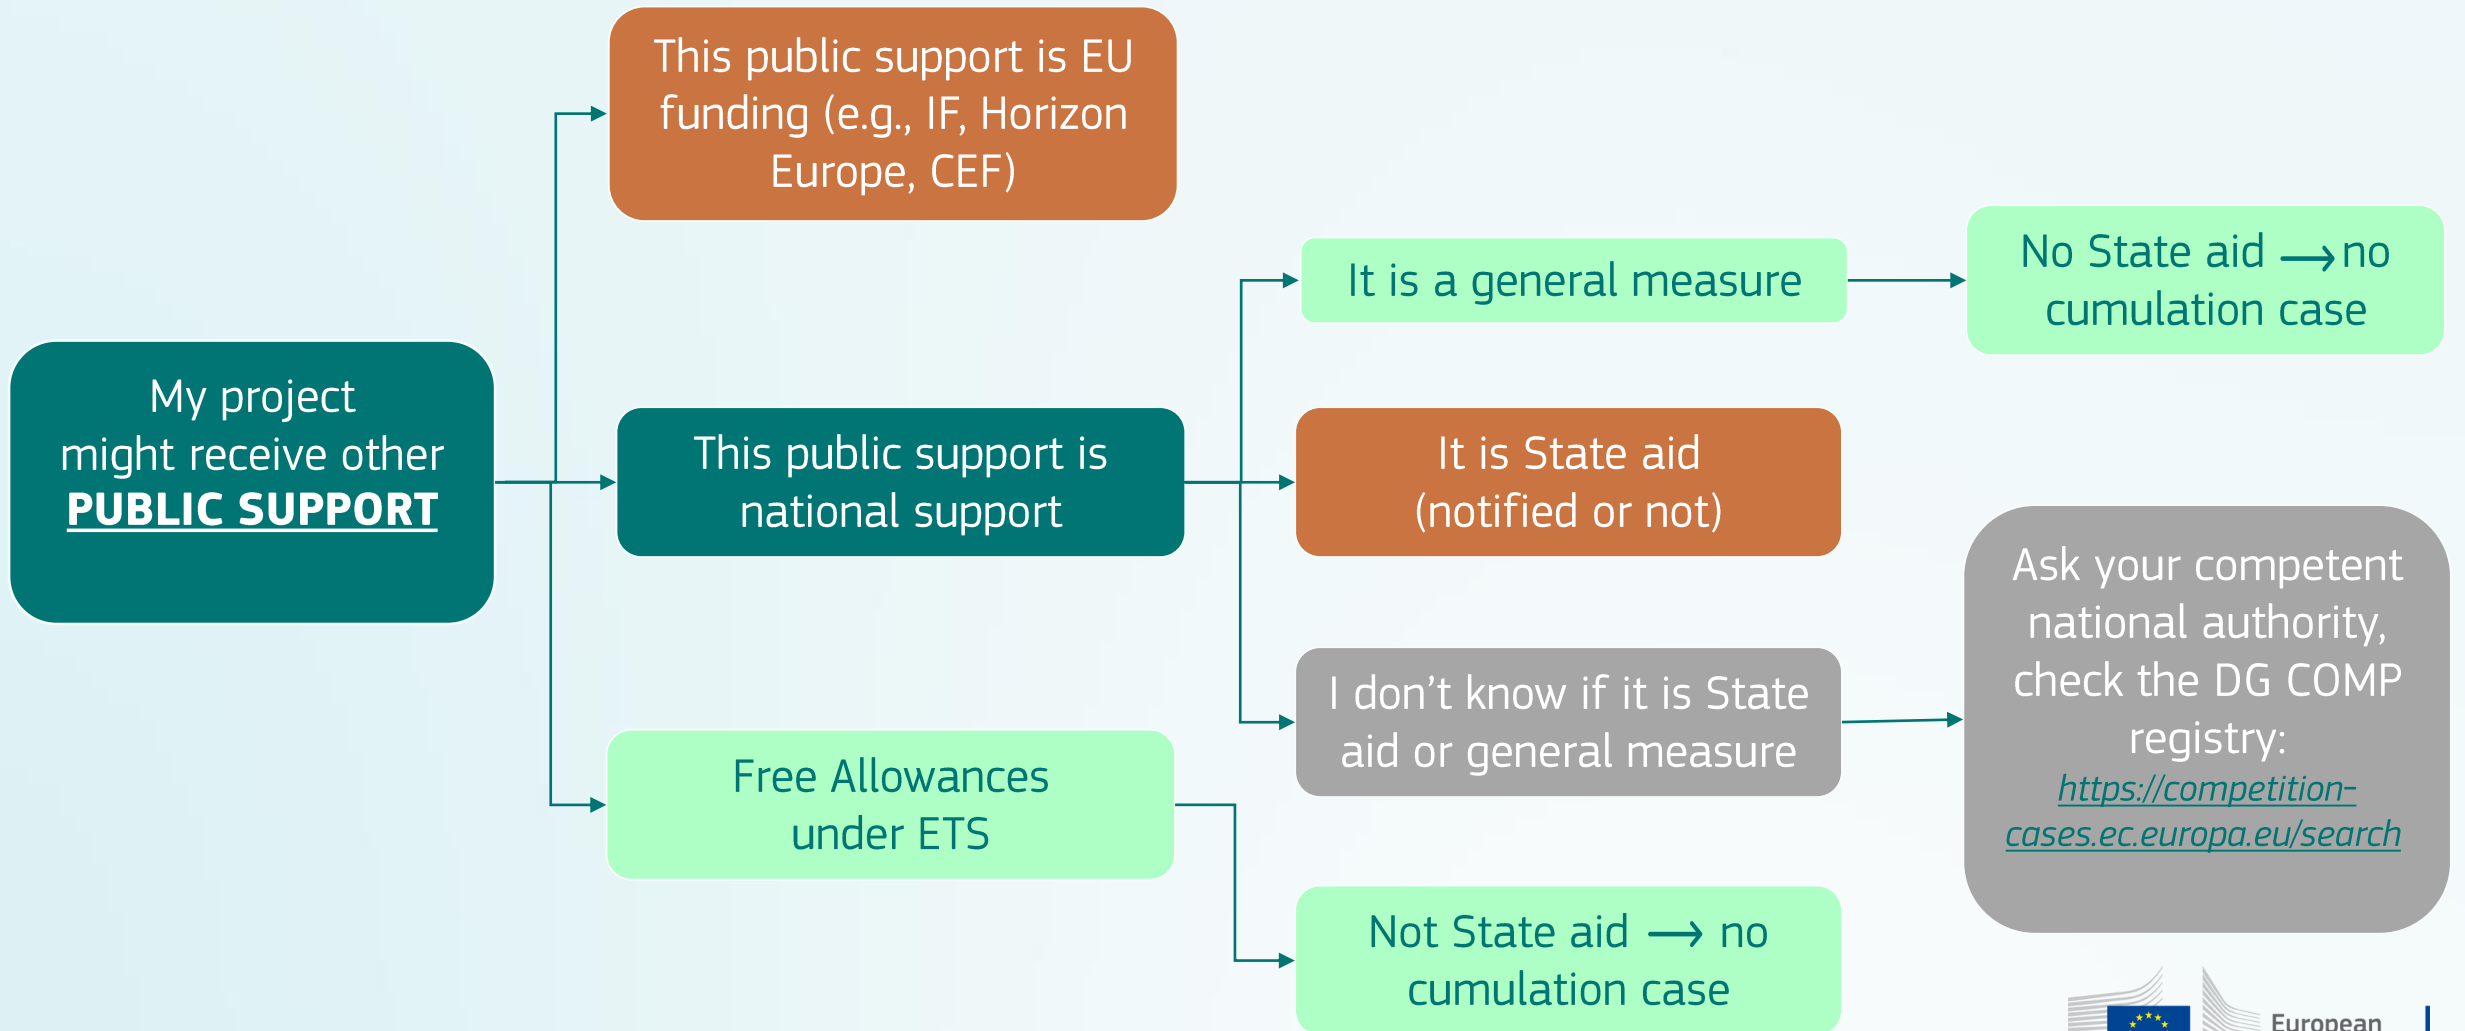 This public support is EU
funding (e.g., IF, Horizon
Europe, CEF)
It is a general measure
No State aid → no
cumulation case
My project
might receive other
PUBLIC SUPPORT
This public support is
national support
It is State aid
(notified or not)
I don't know if it is State
aid or general measure
Ask your competent
national authority,
check the DG COMP
registry:
https://competition-
cases.ec.europa.eu/search
Free Allowances
under ETS
Not State aid → no
cumulation case
European